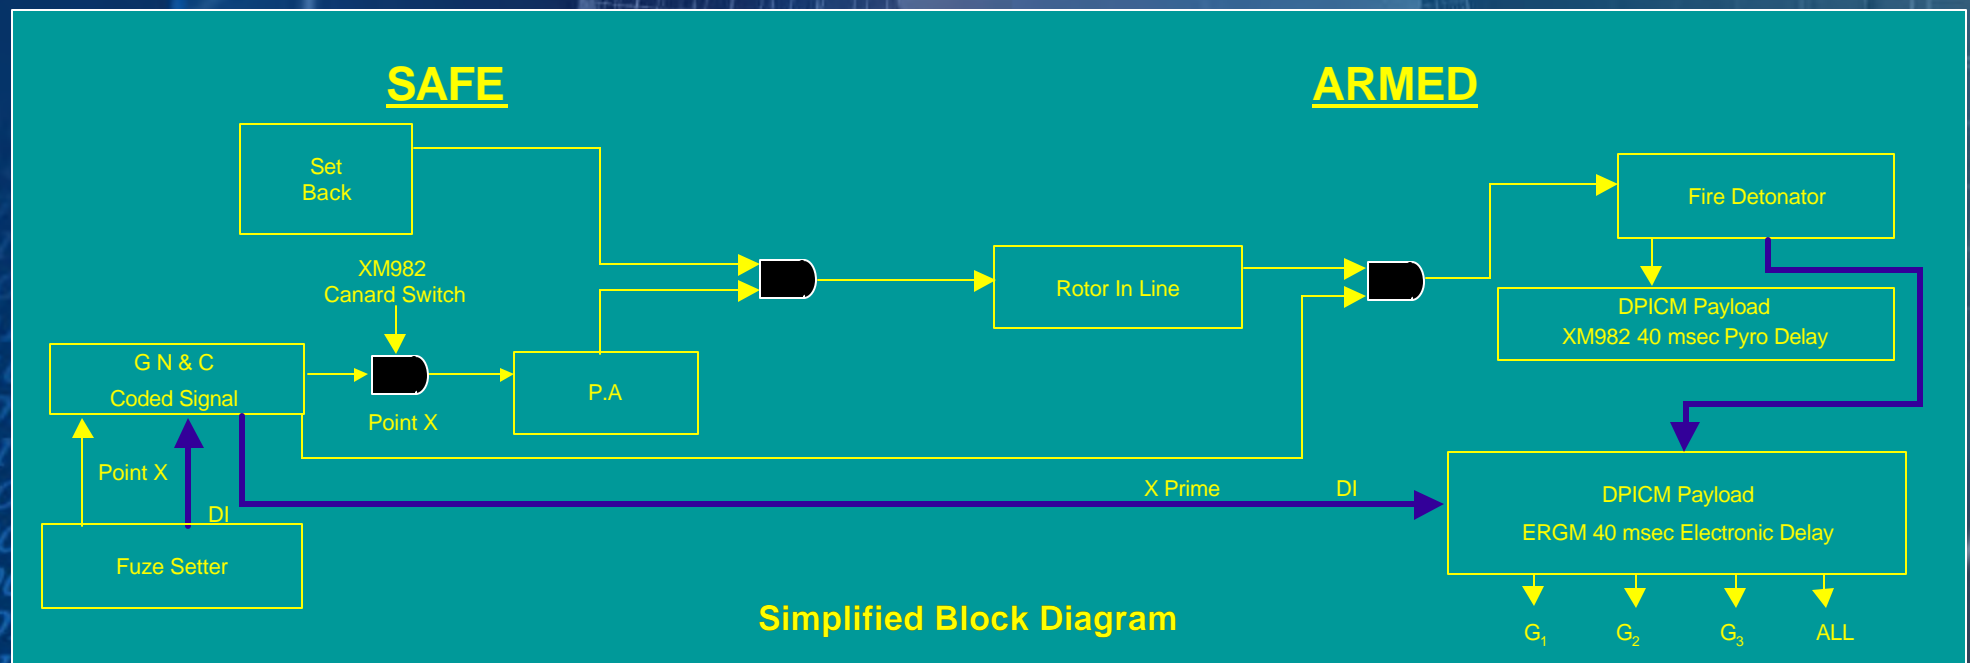 SAFE
ARMED
Set
Back
Fire Detonator
XM982
Canard Switch
Rotor In Line
DPICM Payload
XM982 40 msec Pyro Delay
G N & C
Coded Signal
P.A
Point X
Point X
DI
X Prime
DI
DPICM Payload
ERGM 40 msec Electronic Delay
Fuze Setter
Simplified Block Diagram
G1
G2
G3
ALL